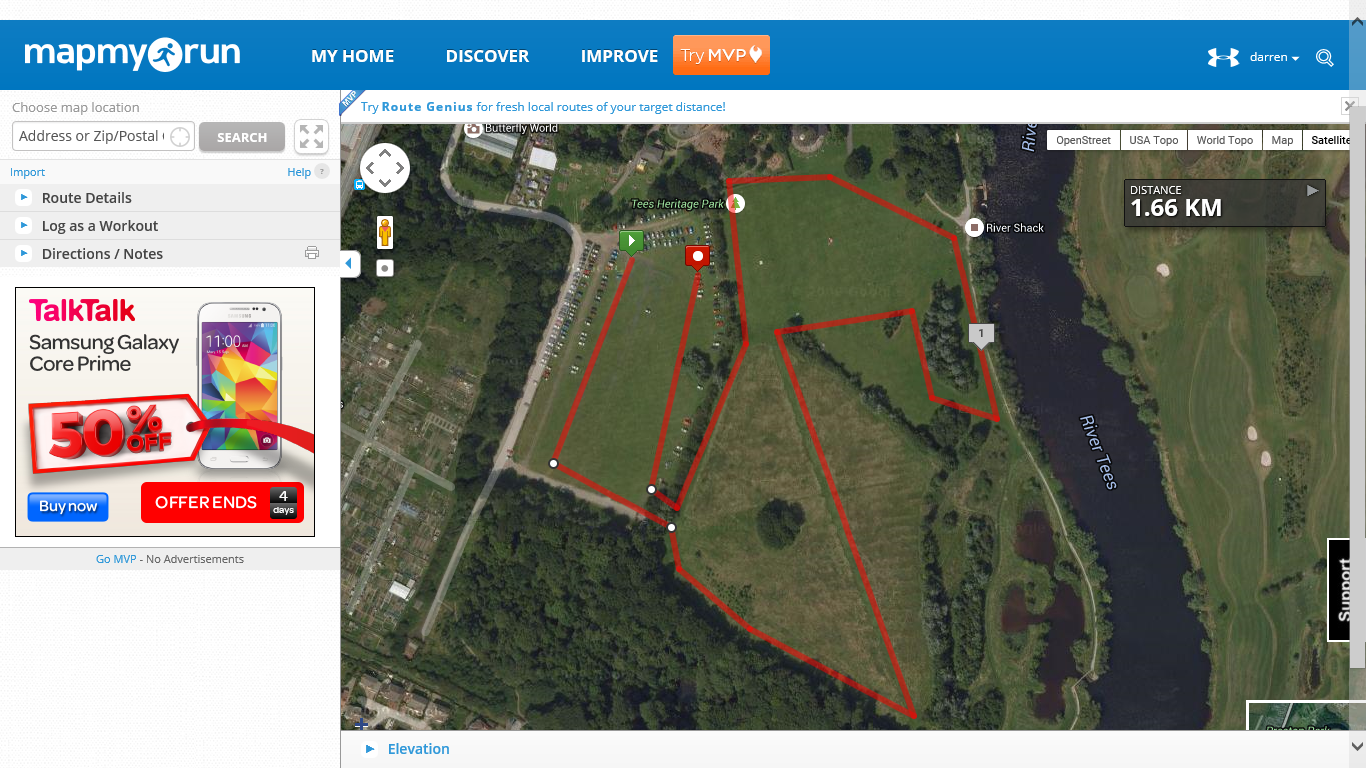 mapmyrun
MY HOME
DISCOVER
IMPROVE
Try MVP
darren
Choose map location
Address or Zip/Postal
SEARCH
Import
Help ?
Route Details
Log as a Workout
Directions / Notes
TalkTalk
Samsung Galaxy
Core Prime
SAMSUNG
11:00
50%
OFF
Buy now
OFFER ENDS
4
days
Go MVP - No Advertisements
MVP
Try Route Genius for fresh local routes of your target distance!
Butterfly World
OpenStreet
USA Topo
World Topo
Map
Satellite
DISTANCE
1.66 KM
Tees Heritage Park
River Shack
1
River Tees
Support
Elevation